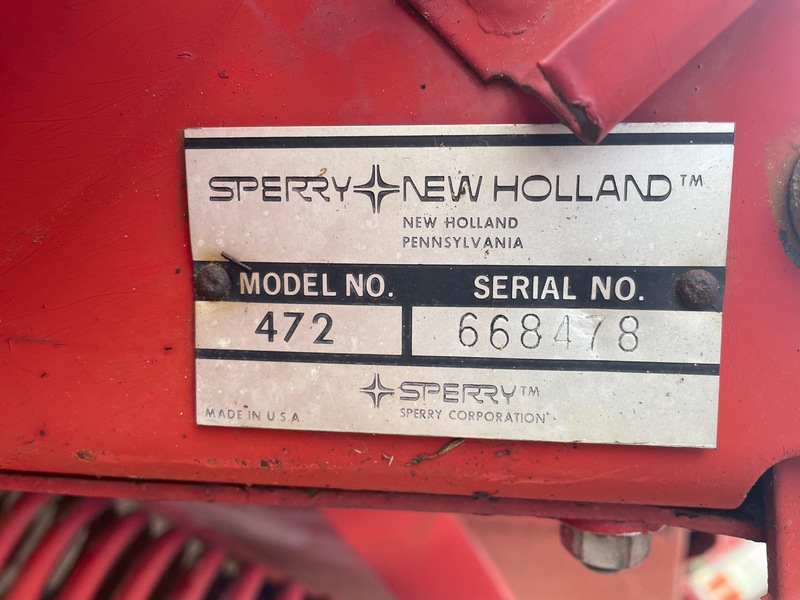 SPERRY NEW HOLLAND™
NEW HOLLAND
PENNSYLVANIA
MODEL NO. SERIAL NO.
472 668478
SPERRY™
MADE IN U.S.A SPERRY CORPORATION